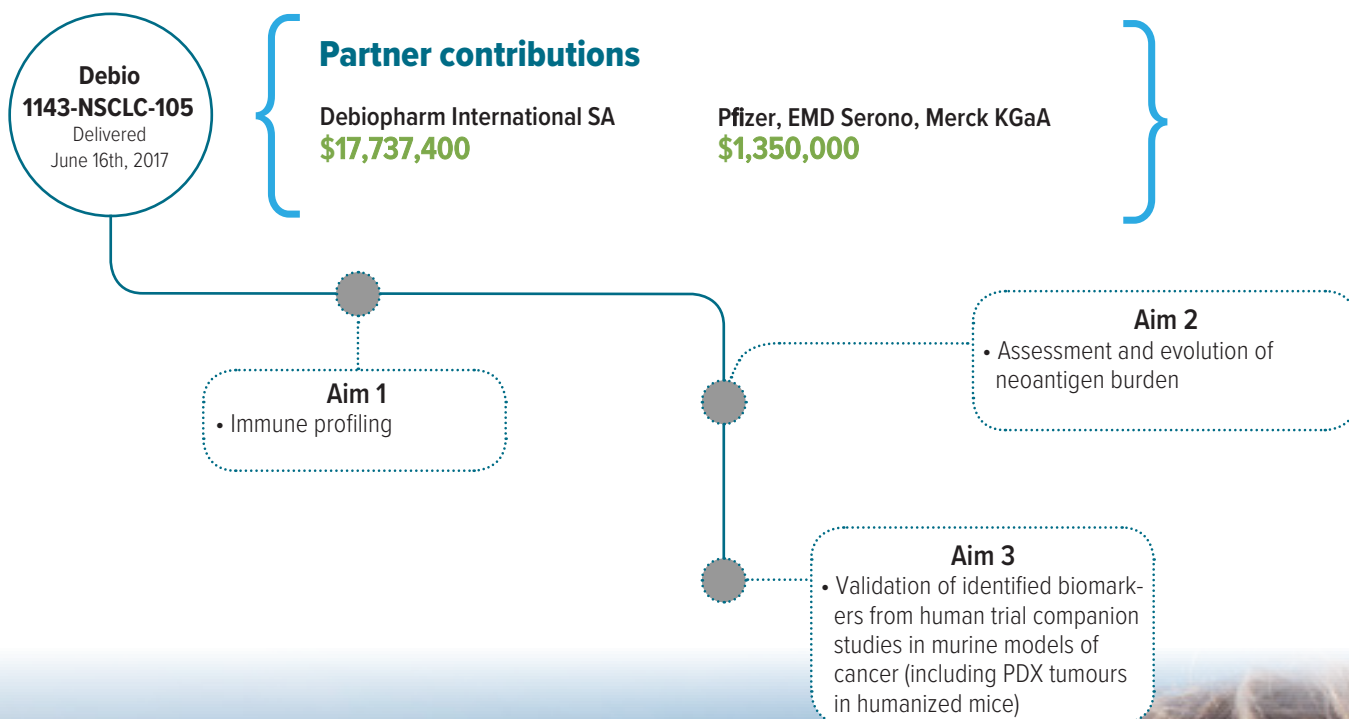 Debio
1143-NSCLC-105
Delivered
June 16th, 2017
Partner contributions
Debiopharm International SA
$17,737,400
Pfizer, EMD Serono, Merck KGaA
$1,350,000
Aim 1
• Immune profiling
Aim 2
• Assessment and evolution of
neoantigen burden
Aim 3
• Validation of identified biomark-
ers from human trial companion
studies in murine models of
cancer (including PDX tumours
in humanized mice)